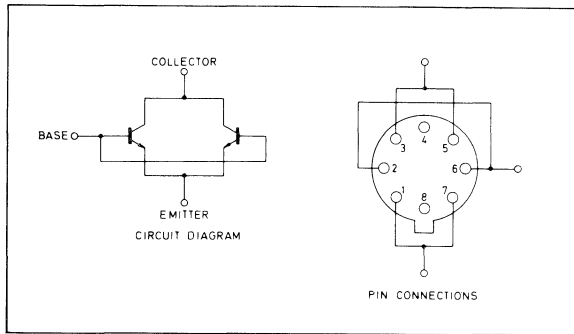 COLLECTOR
BASE
EMITTER
CIRCUIT DIAGRAM
4
3
5
2
6
1
7
8
PIN CONNECTIONS